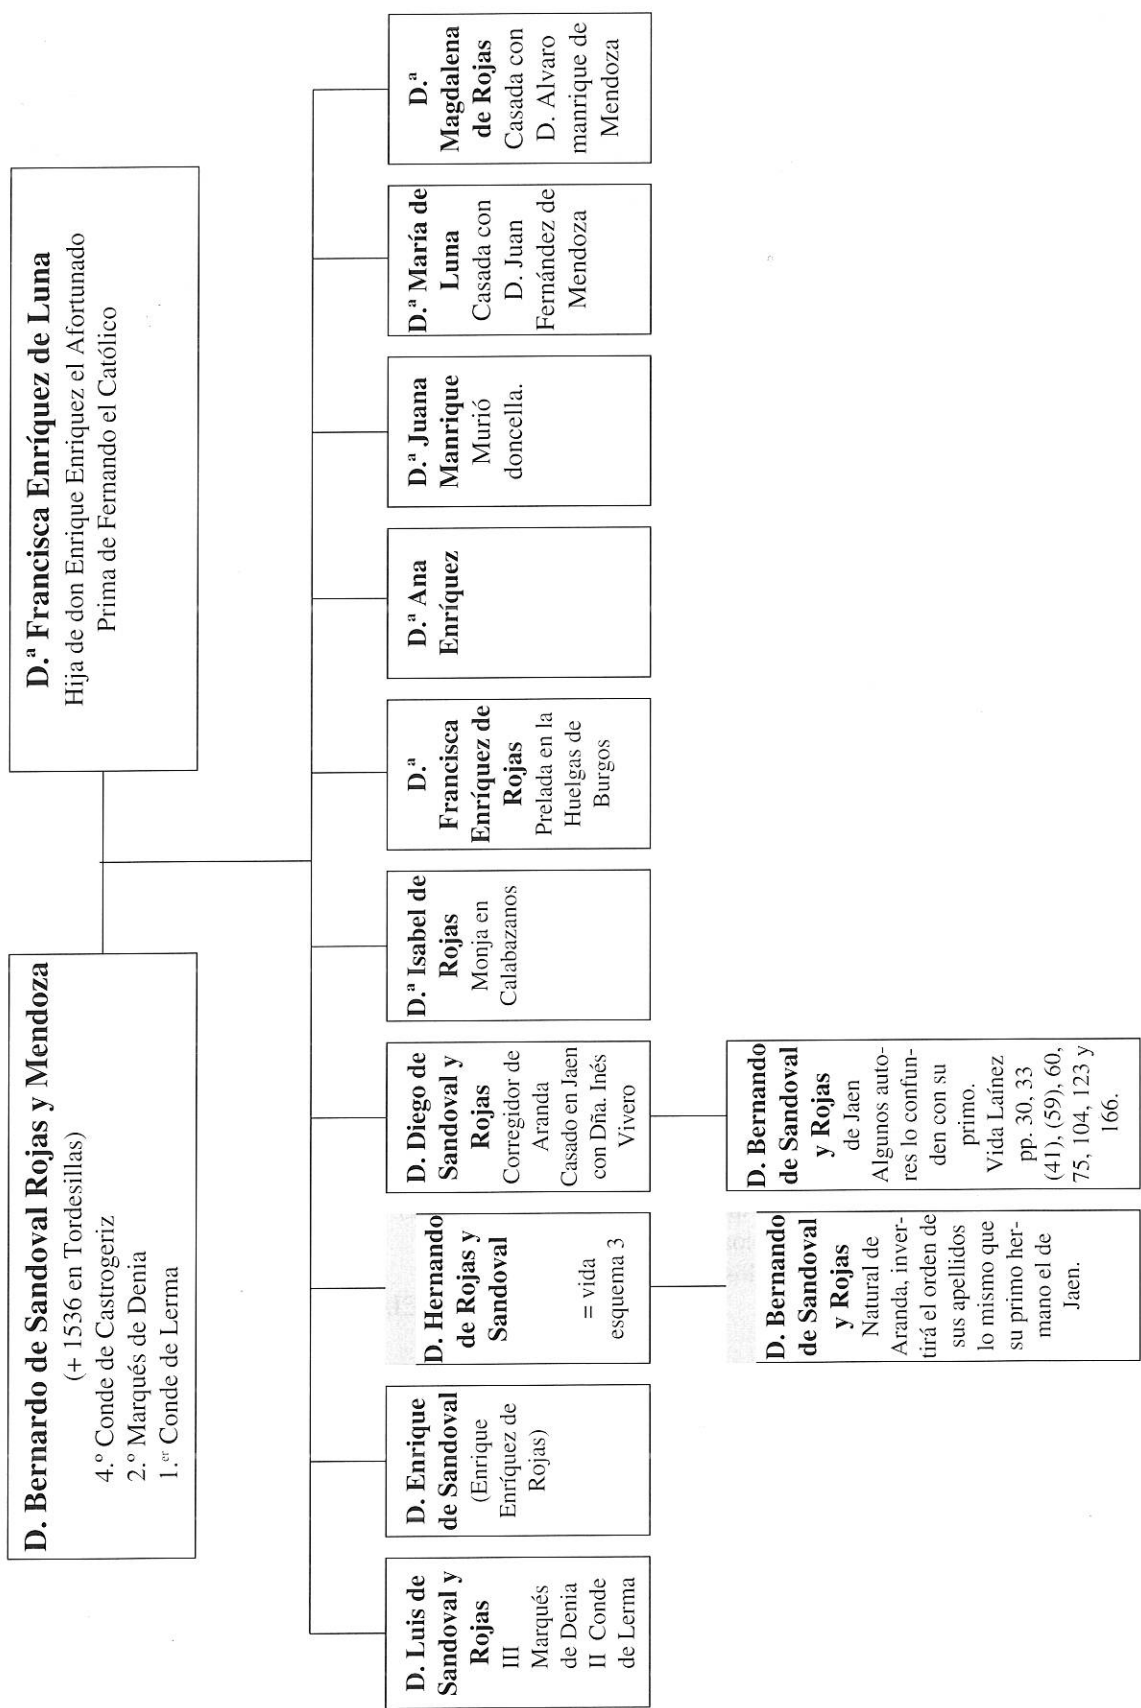 D. Bernardo de Sandoval Rojas y Mendoza
(+ 1536 en Tordesillas)
4.º Conde de Castrogeriz
2.º Marqués de Denia
1.er Conde de Lerma
D.ª Francisca Enríquez de Luna
Hija de don Enrique Enriquez el Afortunado
Prima de Fernando el Católico
D. Luis de
Sandoval y
Rojas
III
Marqués
de Denia
II Conde
de Lerma
D. Enrique
de Sandoval
(Enrique
Enríquez de
Rojas)
D. Hernando
de Rojas y
Sandoval
= vida
esquema 3
D. Diego de
Sandoval y
Rojas
Corregidor de
Aranda
Casado en Jaen
con Dña. Inés
Vivero
D.ª Isabel de
Rojas
Monja en
Calabazanos
D.ª
Francisca
Enríquez de
Rojas
Prelada en la
Huelgas de
Burgos
D.ª Ana
Enríquez
D.ª Juana
Manrique
Murió
doncella.
D.ª María de
Luna
Casada con
D. Juan
Fernández de
Mendoza
D.ª
Magdalena
de Rojas
Casada con
D. Alvaro
manrique de
Mendoza
D. Bernando
de Sandoval
y Rojas
Natural de
Aranda, inver-
tirá el orden de
sus apellidos
lo mismo que
su primo her-
mano el de
Jaen.
D. Bernando
de Sandoval
y Rojas
de Jaen
Algunos auto-
res lo confun-
den con su
primo.
Vida Laínez
pp. 30, 33
(41), (59), 60,
75, 104, 123 y
166.